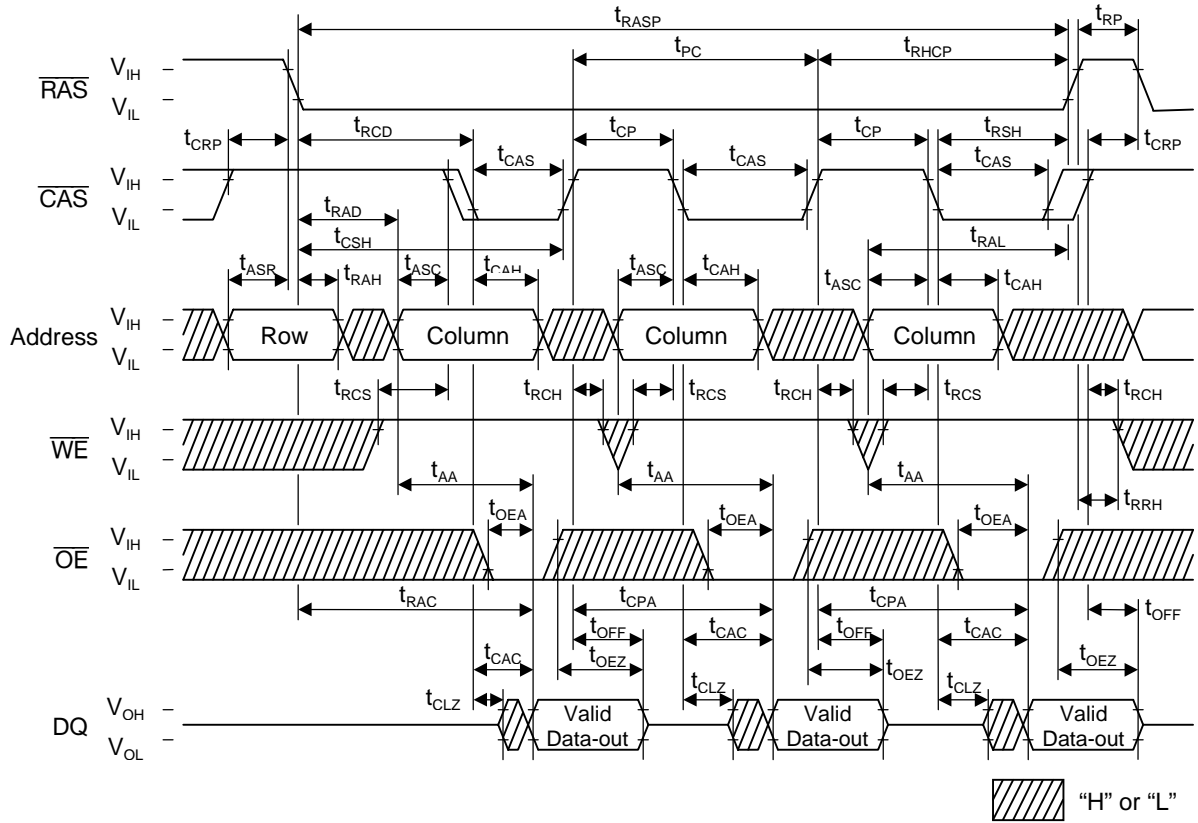 tRASP tRP
tPC tRHCP
RAS VIH
VIL
tCRP tRCD tCP tCP tRSH tCRP
tCAS tCAS tCAS
CAS VIH
VIL
tRAD
tCSH tRAL
tASR tRAH tASC tCAH tASC tCAH tASC tCAH
Address VIH
VIL
Row Column Column Column
tRCS tRCH tRCS tRCH tRCS tRCH
WE VIH
VIL
tAA tAA tAA tRRH
tOEA tOEA tOEA
OE VIH
VIL
tRAC tCPA tCPA tOFF
tCAC tOFF tCAC tOFF tCAC
tOEZ tOEZ tOEZ
tCLZ tCLZ tCLZ
DQ VOH
VOL
Valid Data-out
Valid Data-out
Valid Data-out
“H” or “L”